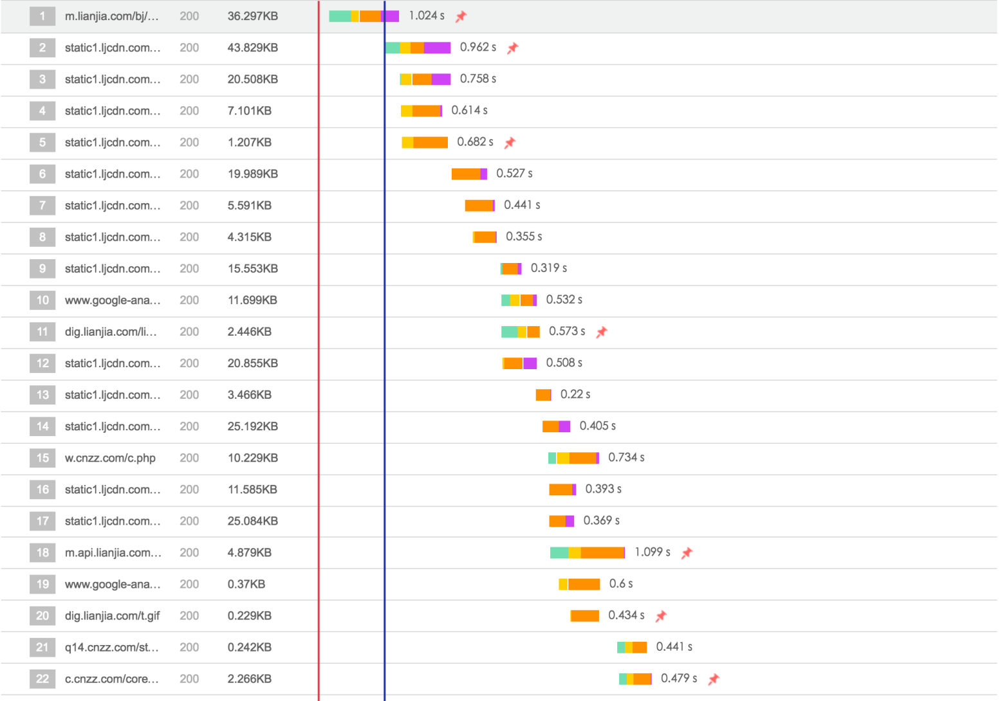 1 m.lianjia.com/bj/... 200 36.297KB 1.024 s
2 static1.ljcdn.com... 200 43.829KB 0.962 s
3 static1.ljcdn.com... 200 20.508KB 0.758 s
4 static1.ljcdn.com... 200 7.101KB 0.614 s
5 static1.ljcdn.com... 200 1.207KB 0.682 s
6 static1.ljcdn.com... 200 19.989KB 0.527 s
7 static1.ljcdn.com... 200 5.591KB 0.441 s
8 static1.ljcdn.com... 200 4.315KB 0.355 s
9 static1.ljcdn.com... 200 15.553KB 0.319 s
10 www.google-ana... 200 11.699KB 0.532 s
11 dig.lianjia.com/li... 200 2.446KB 0.573 s
12 static1.ljcdn.com... 200 20.855KB 0.508 s
13 static1.ljcdn.com... 200 3.466KB 0.22 s
14 static1.ljcdn.com... 200 25.192KB 0.405 s
15 w.cnzz.com/c.php 200 10.229KB 0.734 s
16 static1.ljcdn.com... 200 11.585KB 0.393 s
17 static1.ljcdn.com... 200 25.084KB 0.369 s
18 m.api.lianjia.com... 200 4.879KB 1.099 s
19 www.google-ana... 200 0.37KB 0.6 s
20 dig.lianjia.com/t.gif 200 0.229KB 0.434 s
21 q14.cnzz.com/st... 200 0.242KB 0.441 s
22 c.cnzz.com/core... 200 2.266KB 0.479 s